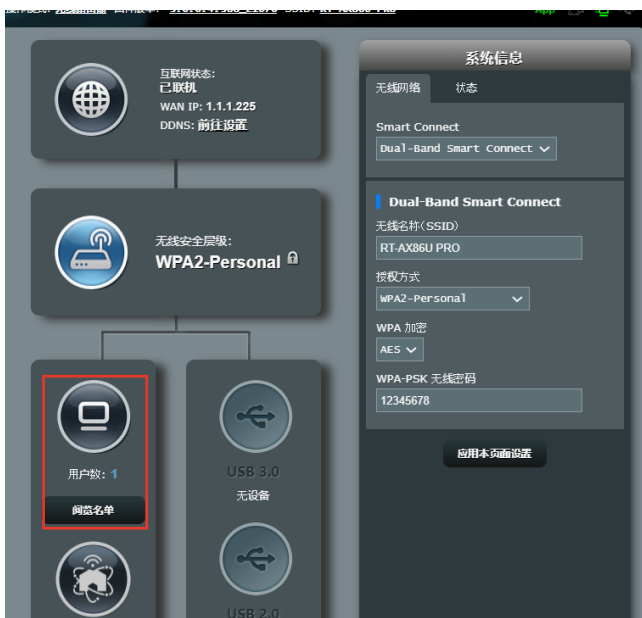 SSID: RT-AX86U PRO
App
互联网状态:
已联机
WAN IP: 1.1.1.225
DDNS: 前往设置
无线安全层级:
WPA2-Personal
用户数: 1
阅览名单
USB 3.0
无设备
USB 2.0
系统信息
无线网络
状态
Smart Connect
Dual-Band Smart Connect
Dual-Band Smart Connect
无线名称(SSID)
RT-AX86U PRO
授权方式
WPA2-Personal
WPA 加密
AES
WPA-PSK 无线密码
12345678
应用本页面设置